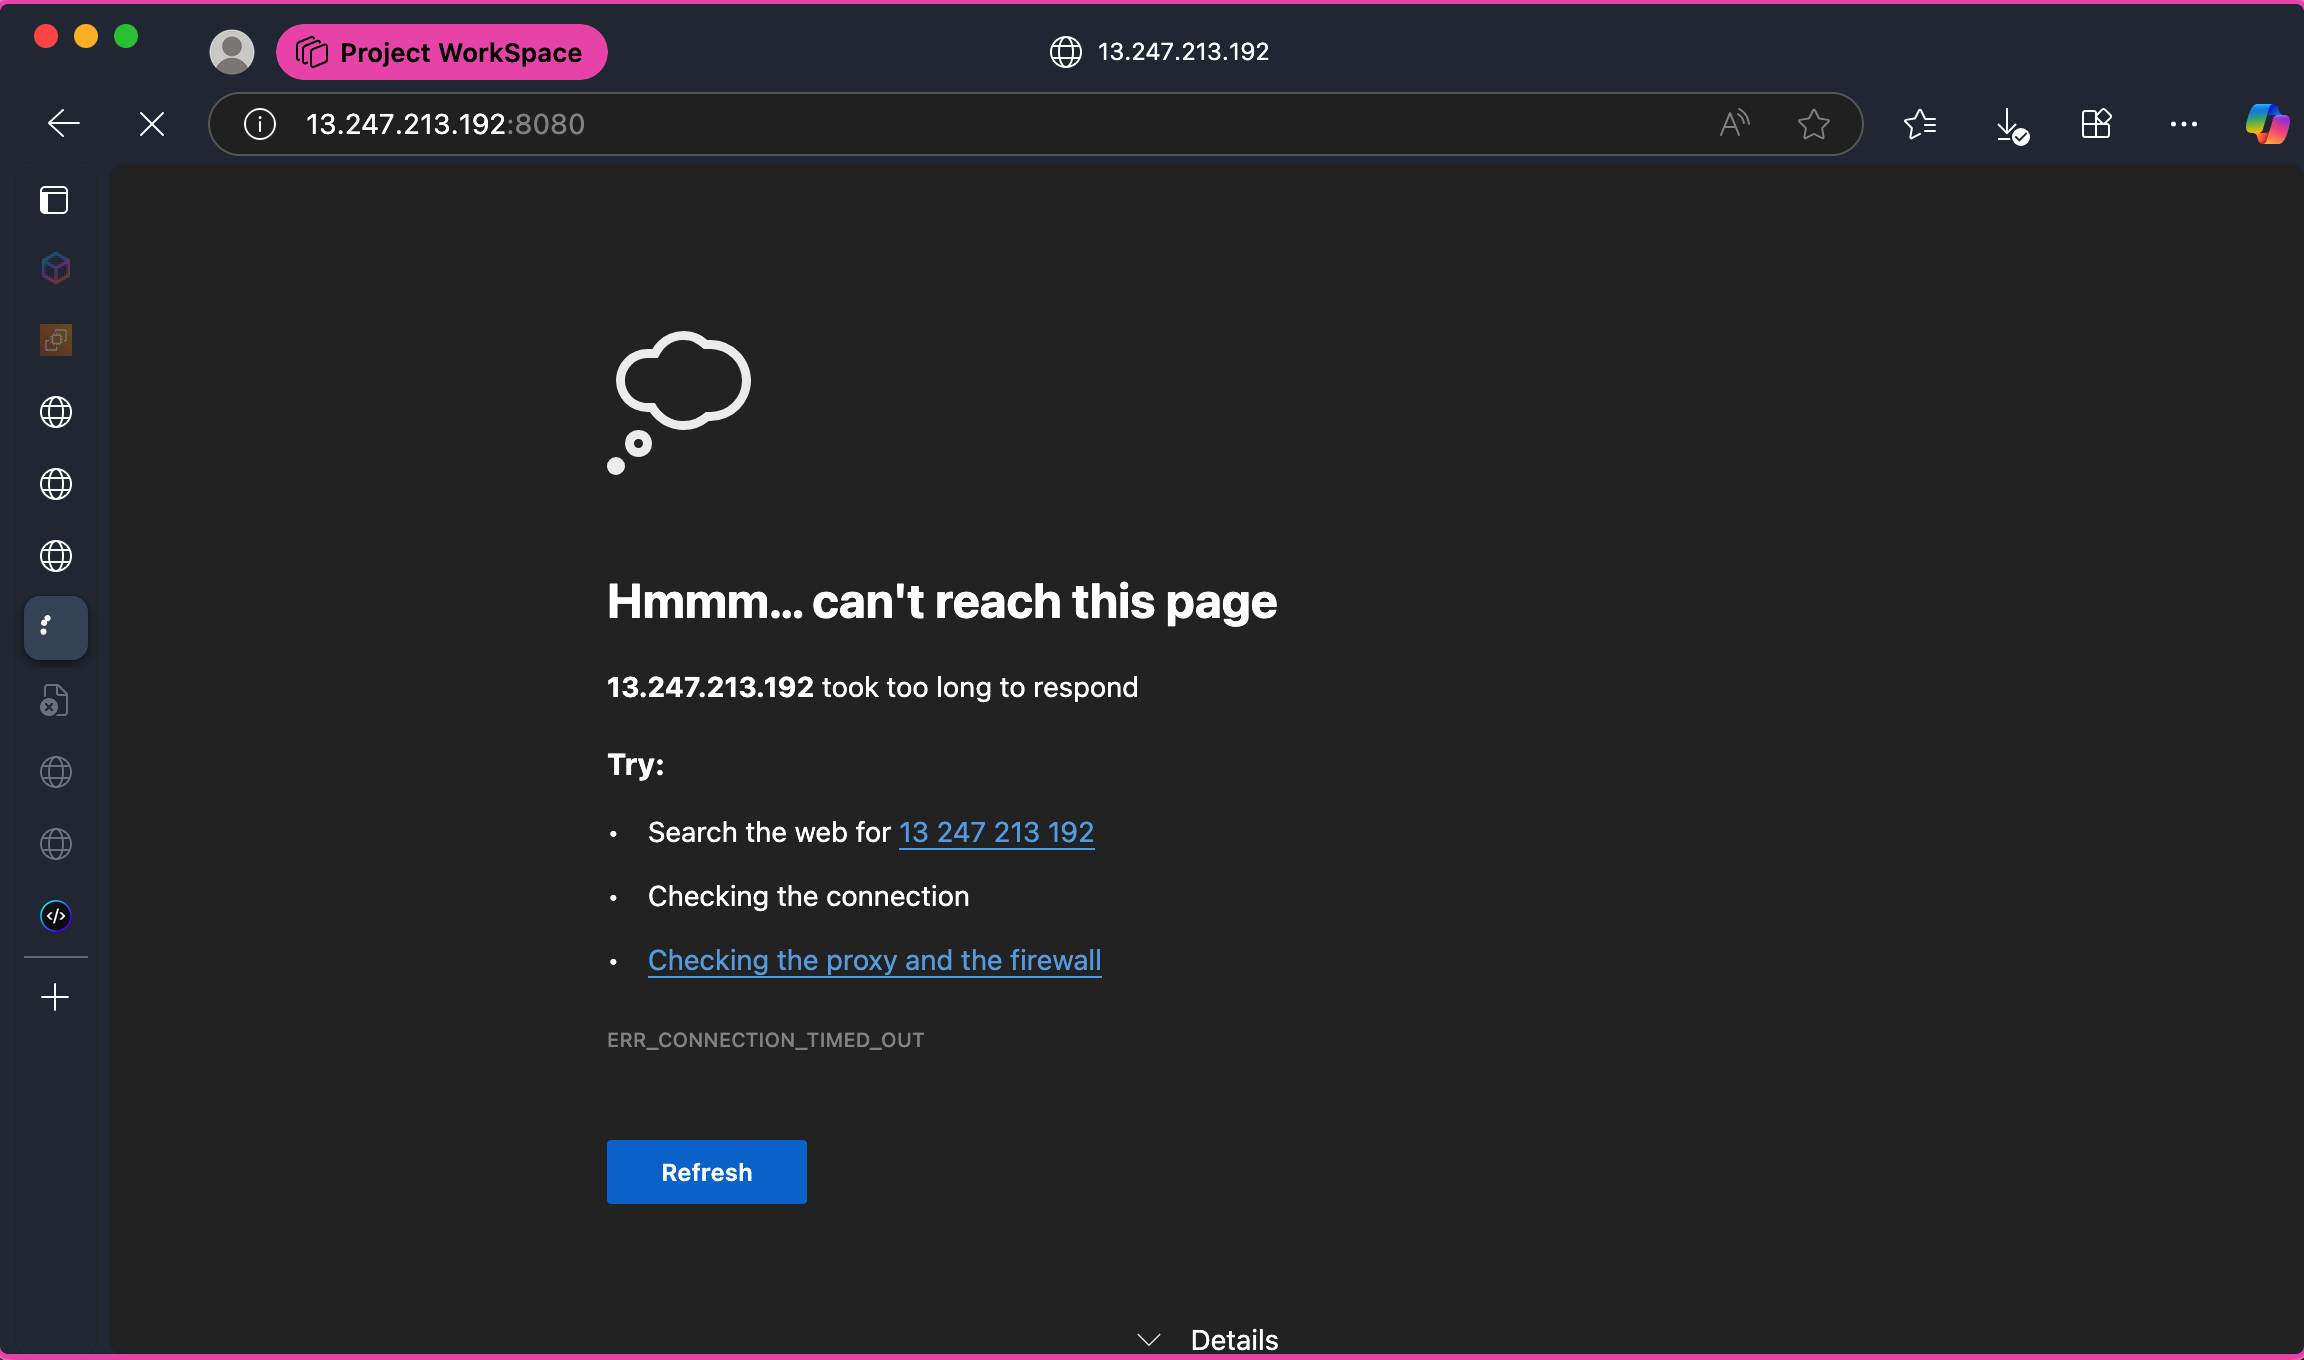 Project WorkSpace
13.247.213.192
13.247.213.192:8080
Hmmm... can't reach this page
13.247.213.192 took too long to respond
Try:
• Search the web for 13 247 213 192
• Checking the connection
• Checking the proxy and the firewall
ERR_CONNECTION_TIMED_OUT
Refresh
Details